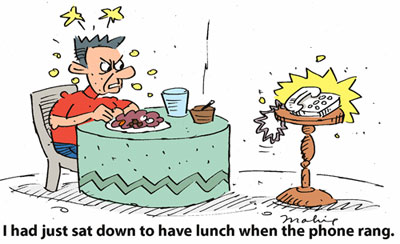 I had just sat down to have lunch when the phone rang.